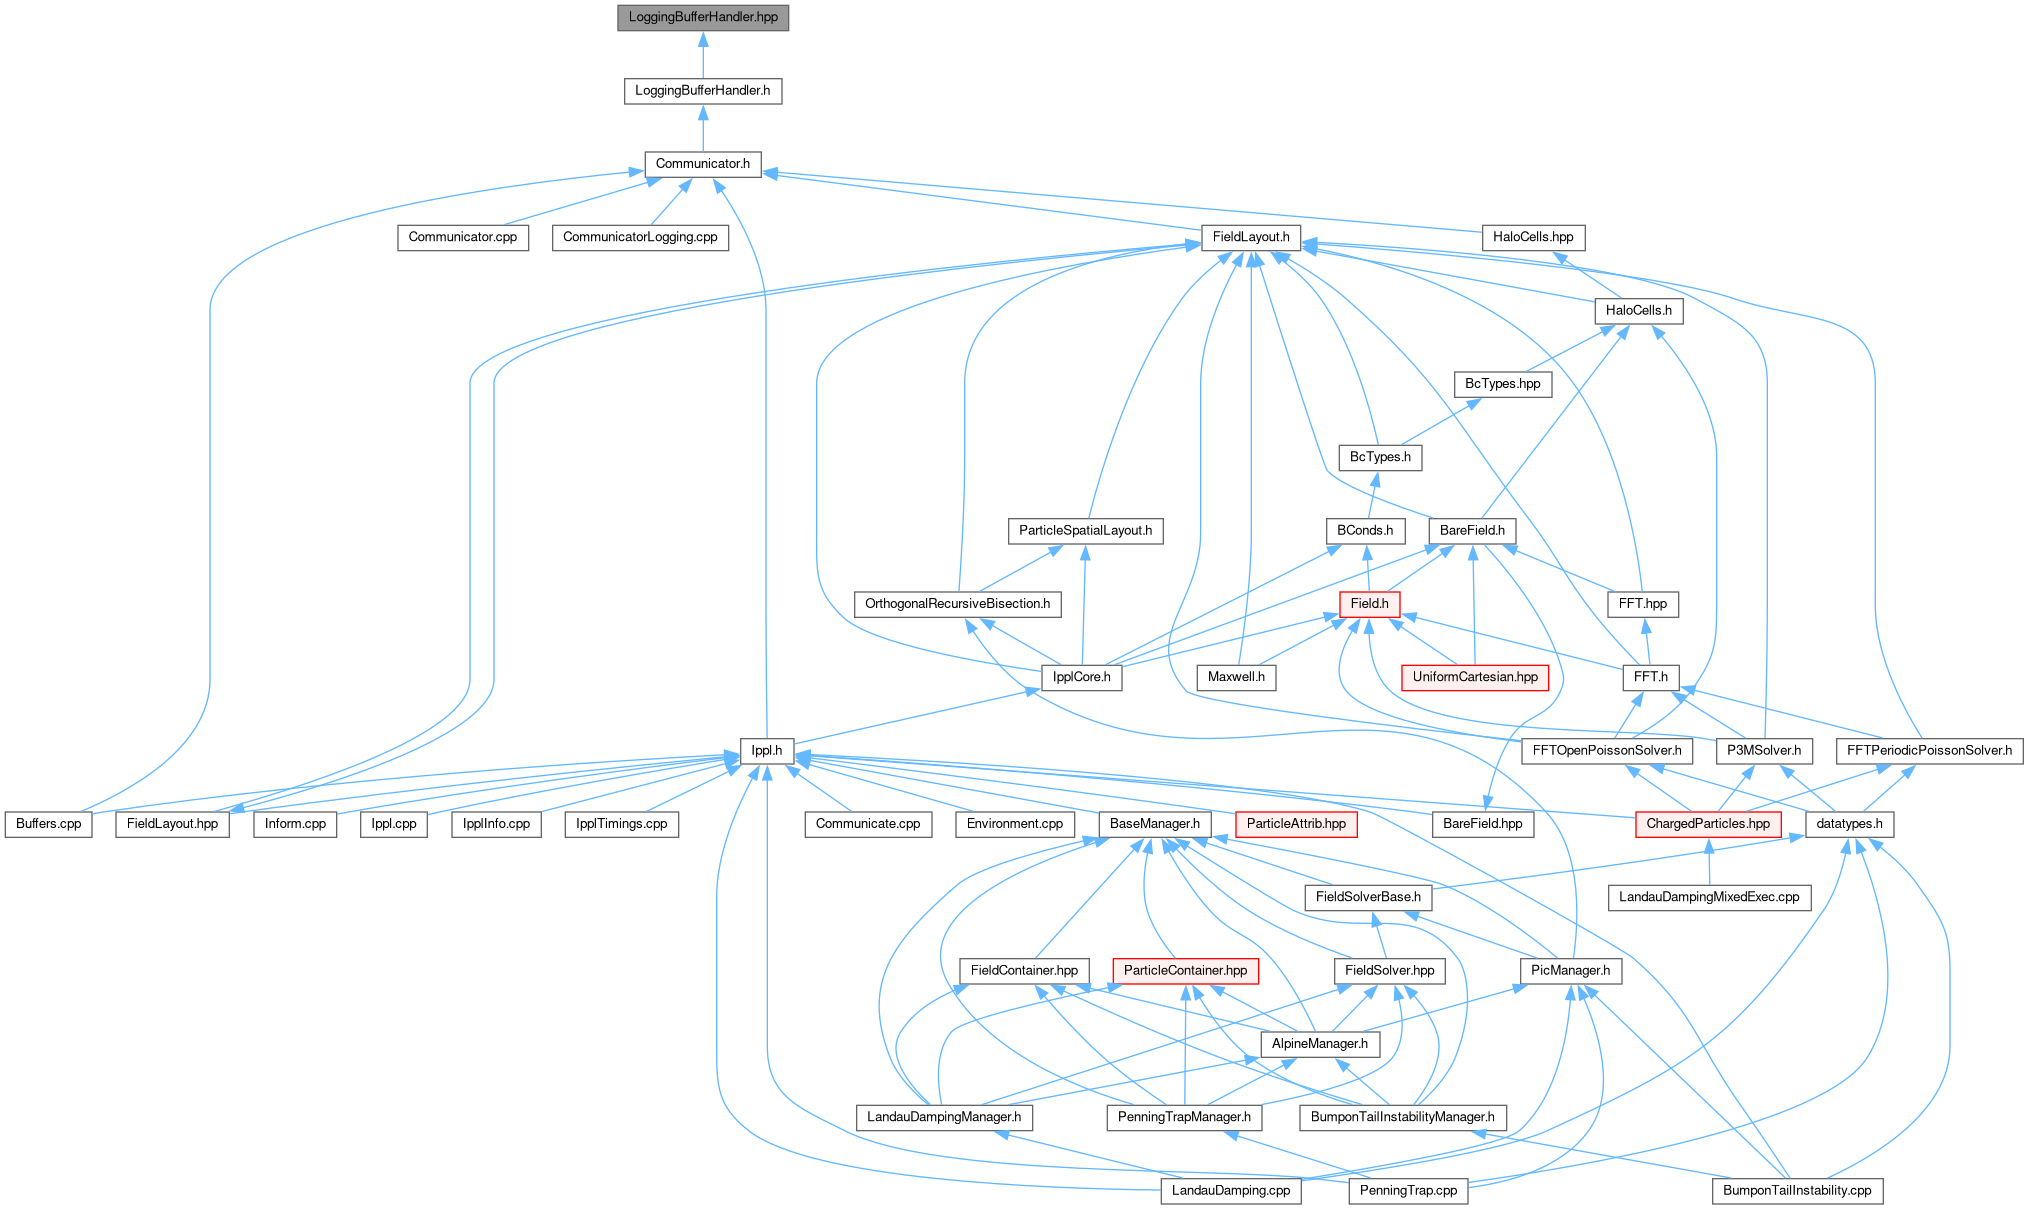 LoggingBufferHandler.hpp
LoggingBufferHandler.h
Communicator.h
Communicator.cpp
CommunicatorLogging.cpp
FieldLayout.h
HaloCells.hpp
HaloCells.h
BcTypes.hpp
BcTypes.h
ParticleSpatialLayout.h
BConds.h
BareField.h
OrthogonalRecursiveBisection.h
Field.h
FFT.hpp
IpplCore.h
Maxwell.h
UniformCartesian.hpp
FFT.h
Ippl.h
FFTOpenPoissonSolver.h
P3MSolver.h
FFTPeriodicPoissonSolver.h
Buffers.cpp
FieldLayout.hpp
Inform.cpp
Ippl.cpp
IpplInfo.cpp
IpplTimings.cpp
Communicate.cpp
Environment.cpp
BaseManager.h
ParticleAttrib.hpp
BareField.hpp
ChargedParticles.hpp
datatypes.h
FieldSolverBase.h
LandauDampingMixedExec.cpp
FieldContainer.hpp
ParticleContainer.hpp
FieldSolver.hpp
PicManager.h
AlpineManager.h
LandauDampingManager.h
PenningTrapManager.h
BumponTailInstabilityManager.h
LandauDamping.cpp
PenningTrap.cpp
BumponTailInstability.cpp